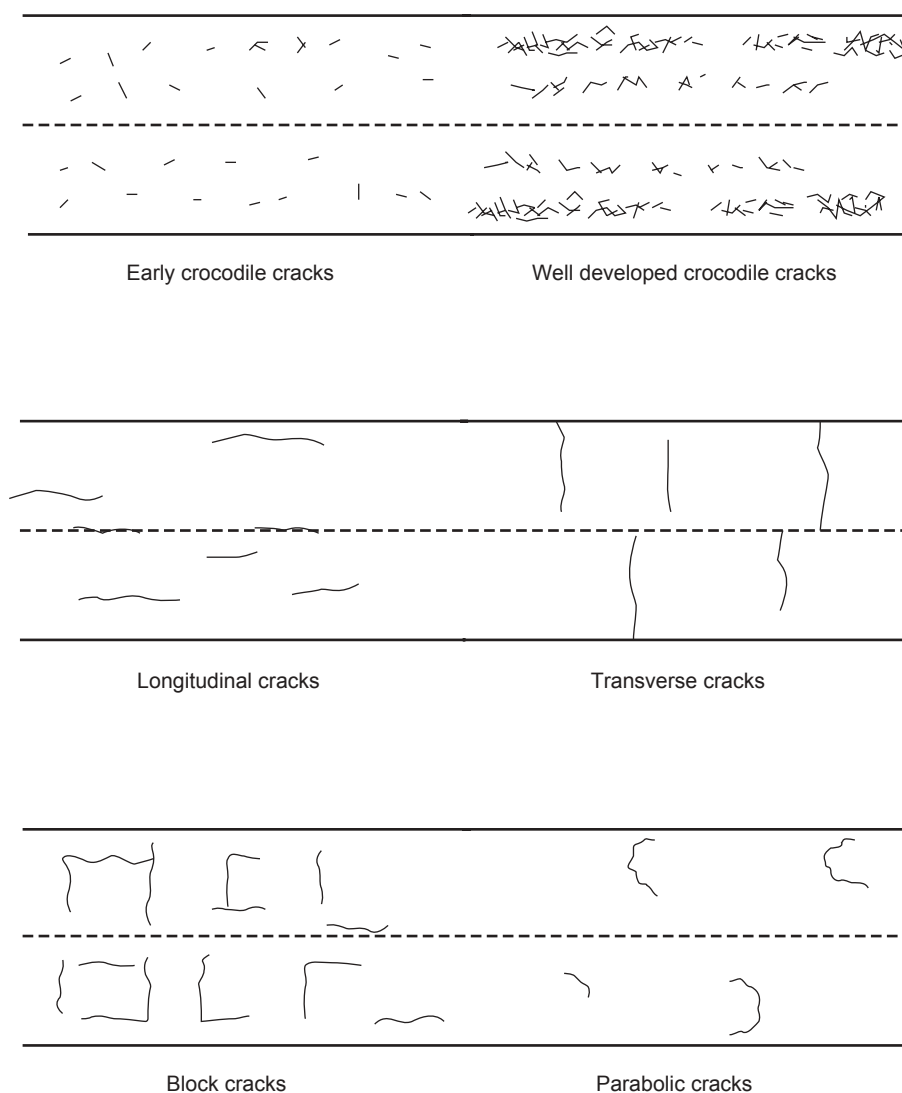 Early crocodile cracks
Well developed crocodile cracks
Longitudinal cracks
Transverse cracks
Block cracks
Parabolic cracks